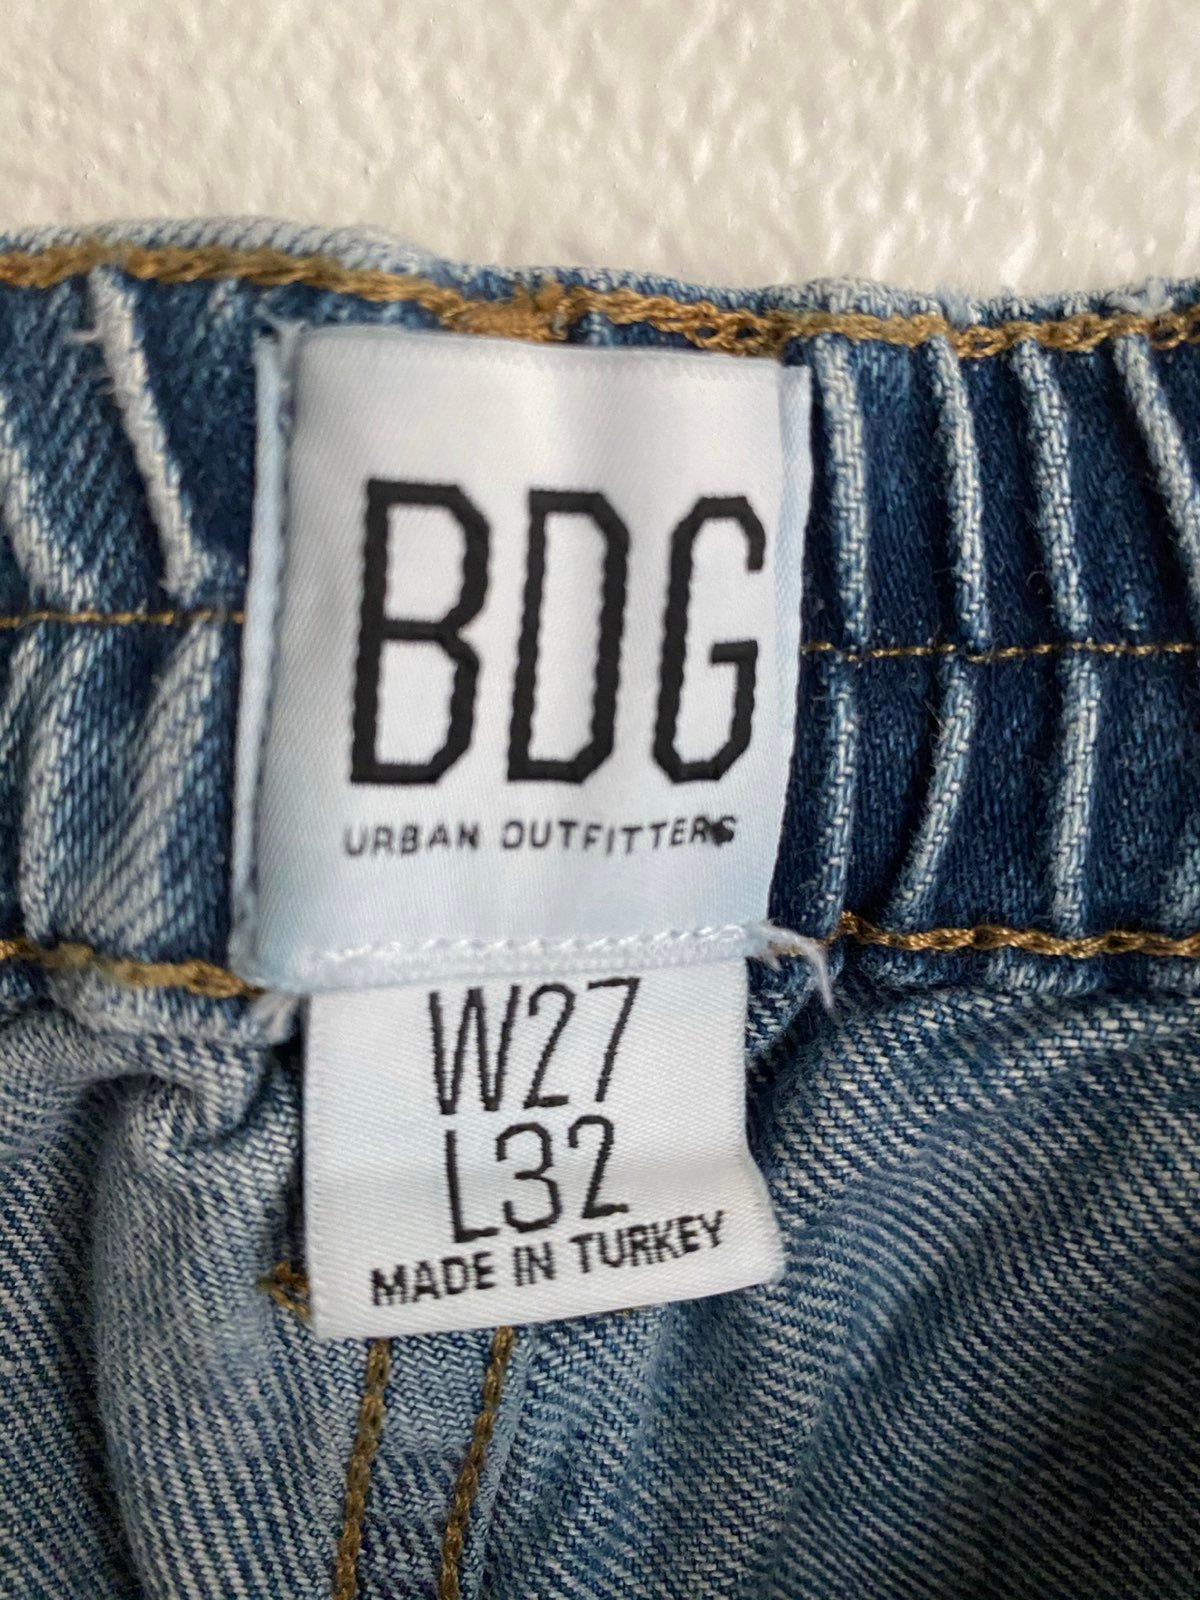 BDG
URBAN OUTFITTERS
W27
L32
MADE IN TURKEY